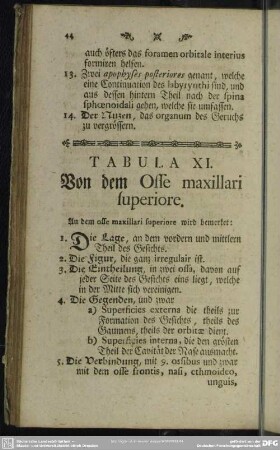 44
auch öfters das foramen orbitale interius
formiren helfen.
13. Zwei apophyses posteriores genant, welche
eine Continuation des labyrynthi sind, und
aus dessen hintern Theil nach der spina
sphœnoidali gehen, welche sie umfassen.
14. Der Nuzen, das organum des Geruchs
zu vergrössern.
TABULA XI.
Von dem Osse maxillari
superiore.
An dem osse maxillari superiore wird bemerket:
1. Die Lage, an dem vordern und mittlern
Theil des Gesichts.
2. Die Figur, die ganz irregulair ist.
3. Die Eintheilung, in zwei ossa, davon auf
jeder Seite des Gesichts eins liegt, welche
in der Mitte sich vereinigen.
4. Die Gegenden, und zwar
a) Superficies externa die theils zur
Formation des Gesichts, theils des
Gaumens, theils der orbitæ dient.
b) Superficies interna, die den grösten
Theil der Cavität der Nase ausmacht.
5. Die Verbindung, mit 9. ossibus und zwar
mit dem osse frontis, nasi, ethmoideo,
unguis,